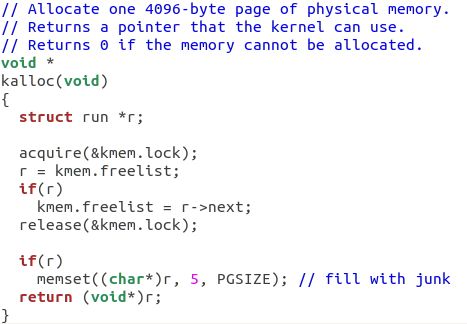 // Allocate one 4096-byte page of physical memory.
// Returns a pointer that the kernel can use.
// Returns 0 if the memory cannot be allocated.
void *
kalloc(void)
{
  struct run *r;

  acquire(&kmem.lock);
  r = kmem.freelist;
  if(r)
    kmem.freelist = r->next;
  release(&kmem.lock);

  if(r)
    memset((char*)r, 5, PGSIZE); // fill with junk
  return (void*)r;
}